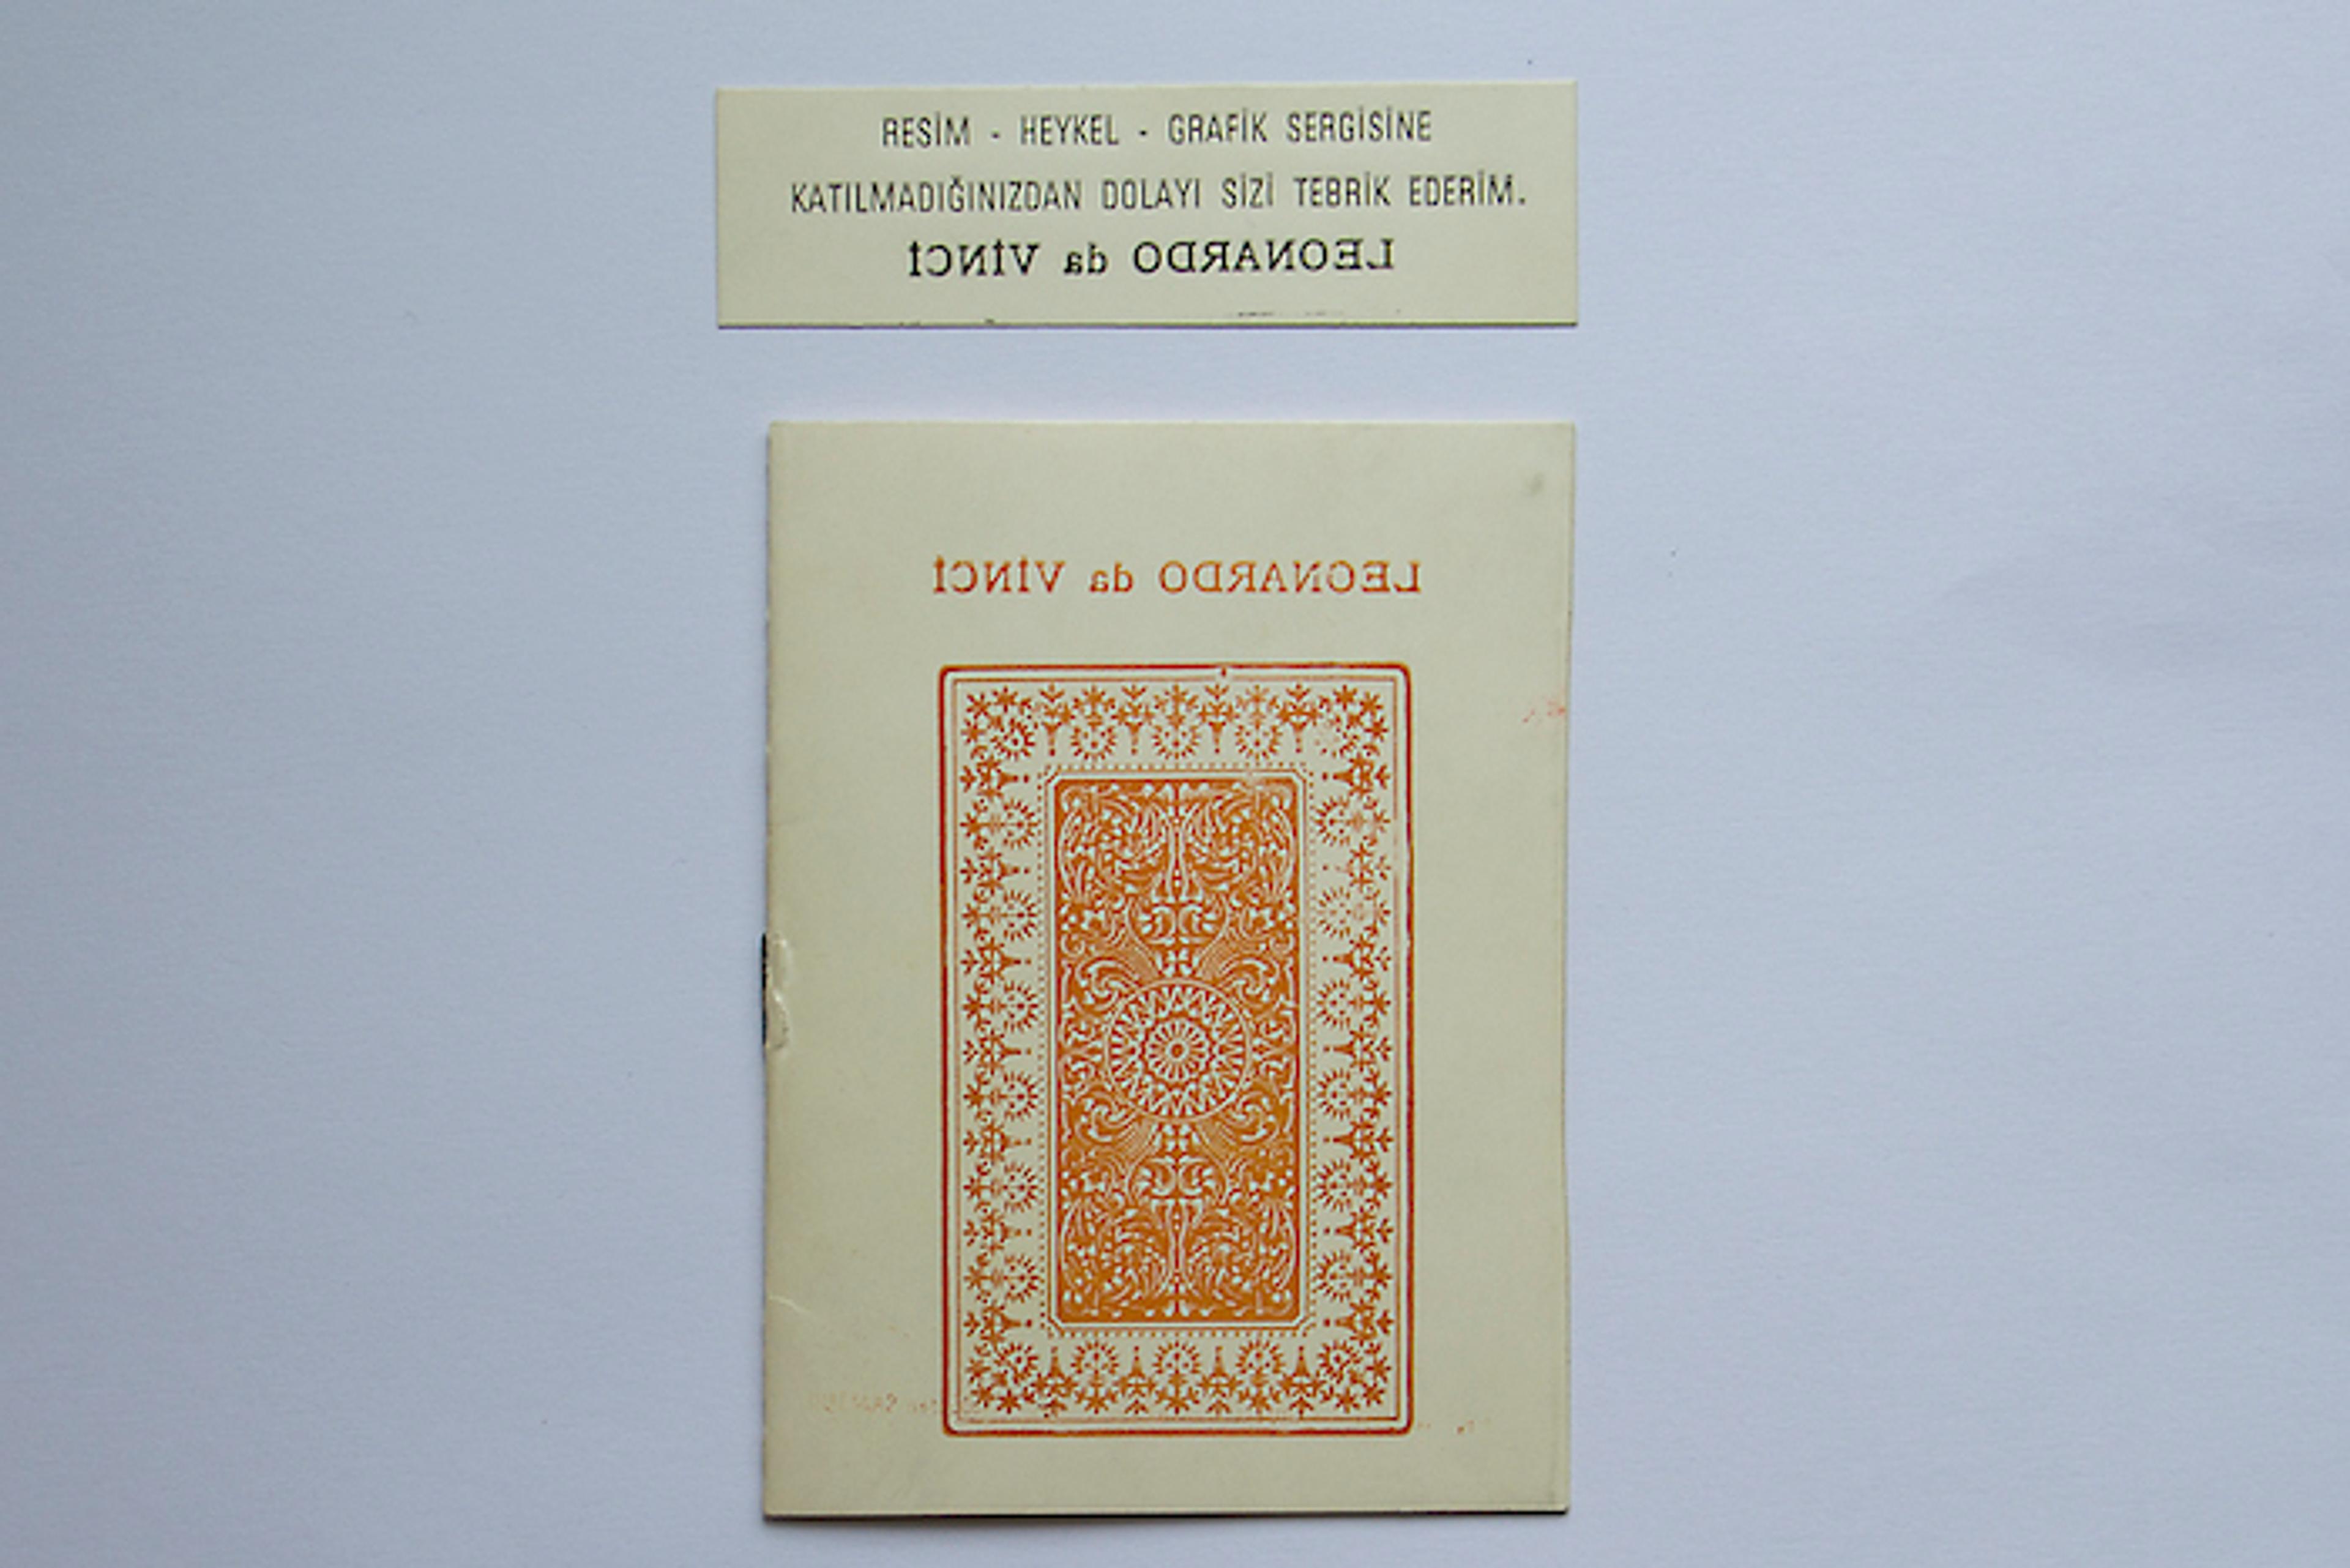 RESİM - HEYKEL - GRAFİK SERGİSİNE
KATILMADIĞINIZDAN DOLAYI SİZİ TEBRİK EDERİM.
LEONARDO da VİNCİ
LEONARDO da VİNCİ